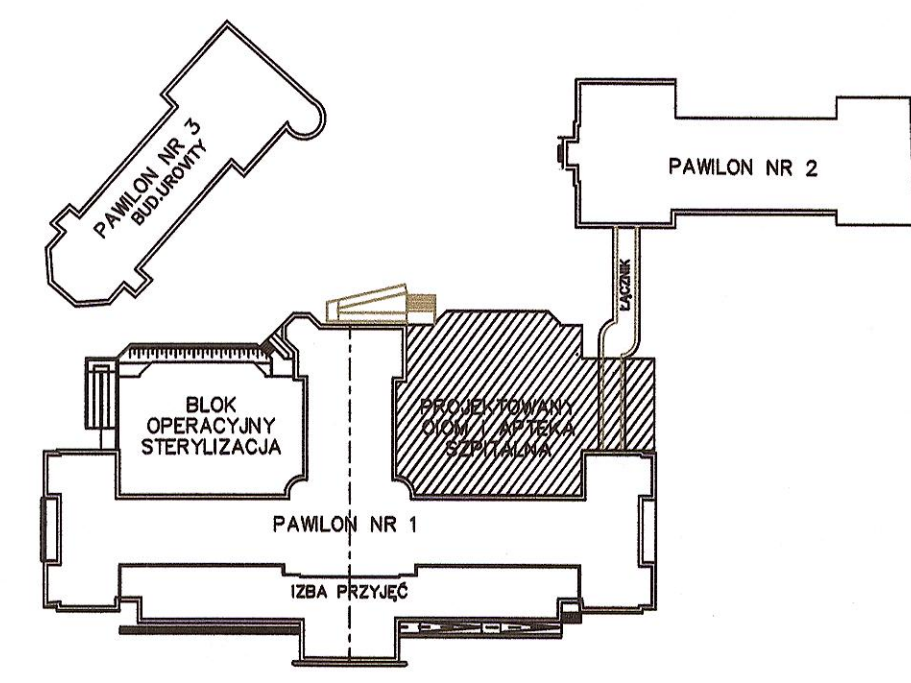 PAWILON NR 3
BUD.UROVITY
PAWILON NR 2
ŁĄCZNIK
BLOK
OPERACYJNY
STERYLIZACJA
PROJEKTOWANY
OIOM I APTEKA
SZPITALNA
PAWILON NR 1
IZBA PRZYJĘĆ